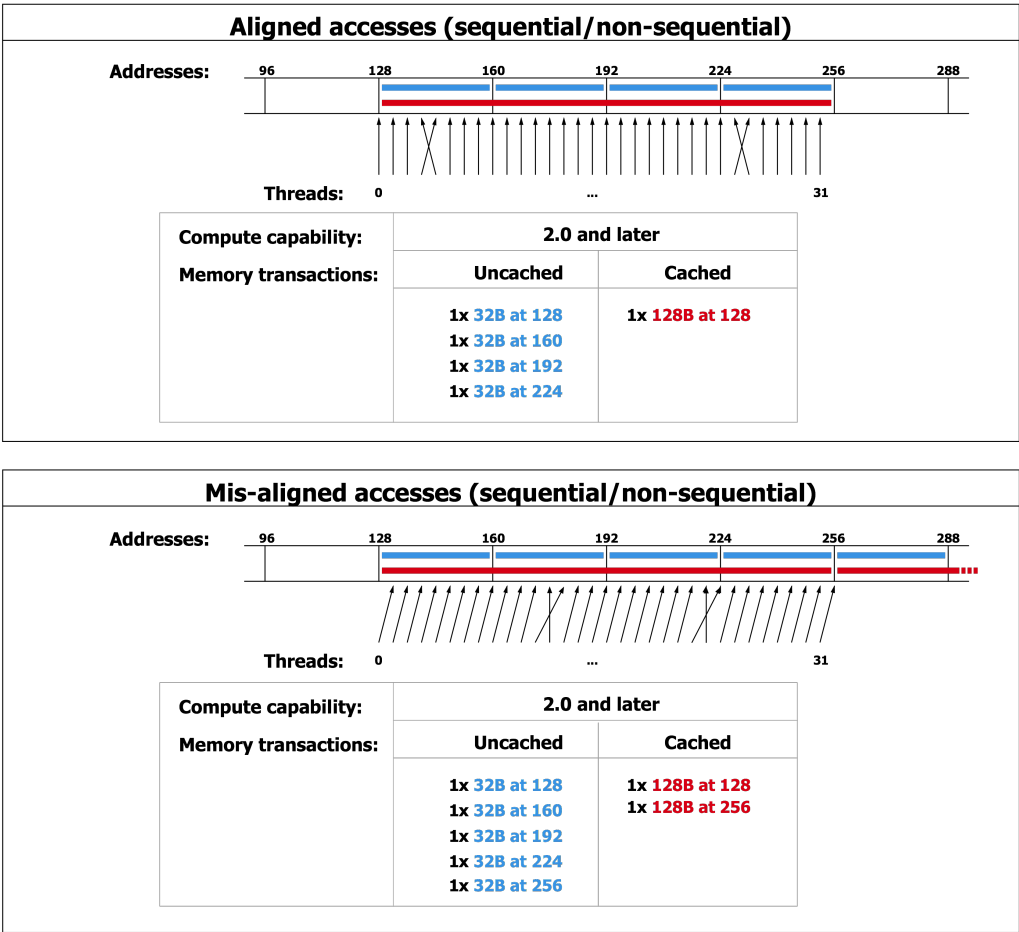 Aligned accesses (sequential/non-sequential)
Addresses: 96 128 160 192 224 256 288
Threads: 0 ... 31
Compute capability: 2.0 and later
Memory transactions: Uncached Cached
1x 32B at 128 1x 128B at 128
1x 32B at 160
1x 32B at 192
1x 32B at 224
Mis-aligned accesses (sequential/non-sequential)
Addresses: 96 128 160 192 224 256 288
Threads: 0 ... 31
Compute capability: 2.0 and later
Memory transactions: Uncached Cached
1x 32B at 128 1x 128B at 128
1x 32B at 160 1x 128B at 256
1x 32B at 192
1x 32B at 224
1x 32B at 256